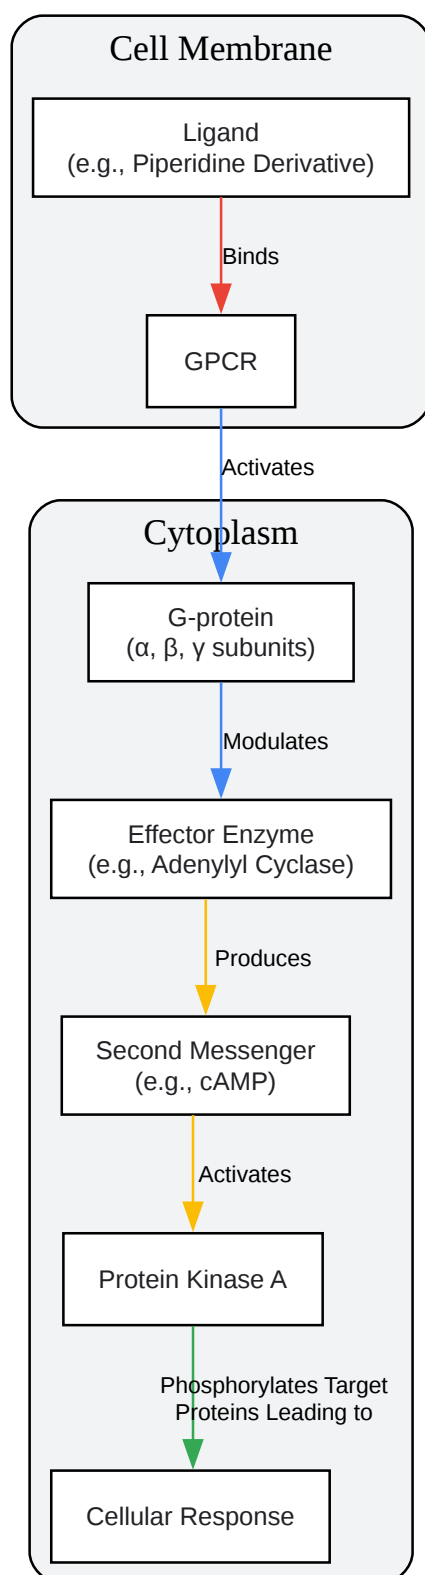 Cell Membrane
Ligand
(e.g., Piperidine Derivative)
Binds
GPCR
Activates
Cytoplasm
G-protein
(α, β, γ subunits)
Modulates
Effector Enzyme
(e.g., Adenylyl Cyclase)
Produces
Second Messenger
(e.g., cAMP)
Activates
Protein Kinase A
Phosphorylates Target
Proteins Leading to
Cellular Response